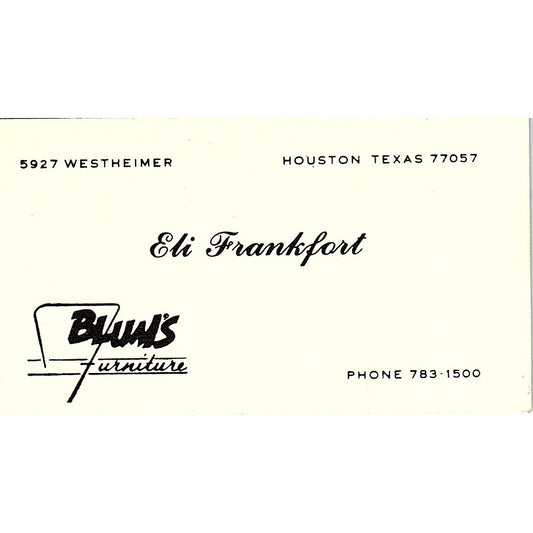 5927 WESTHEIMER
HOUSTON TEXAS 77057
Eli Frankfort
BLUM'S
Furniture
PHONE 783-1500